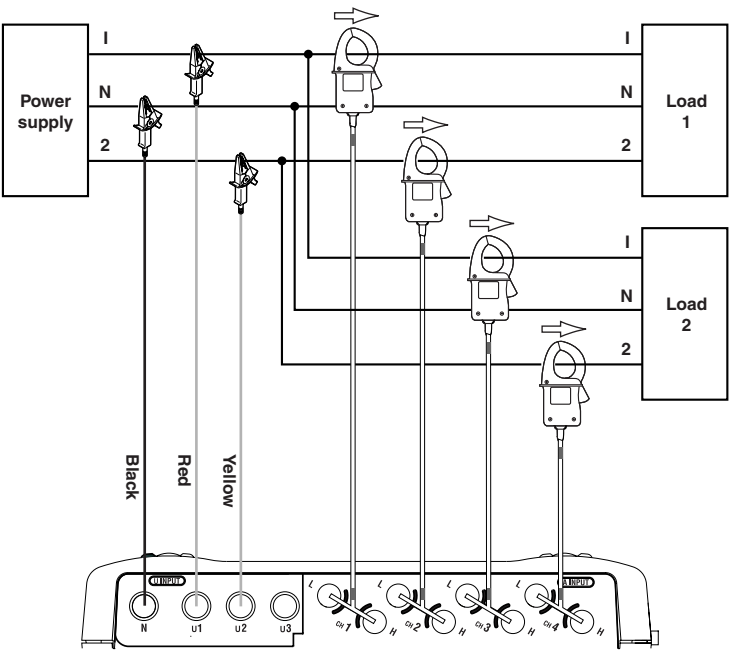 I
I
Power
supply
N
N
Load
1
2
2
I
N
Load
2
2
Black
Red
Yellow
U INPUT
A INPUT
L
L
L
L
N
U1
U2
U3
CH 1
H
CH 2
H
CH 3
H
CH 4
H